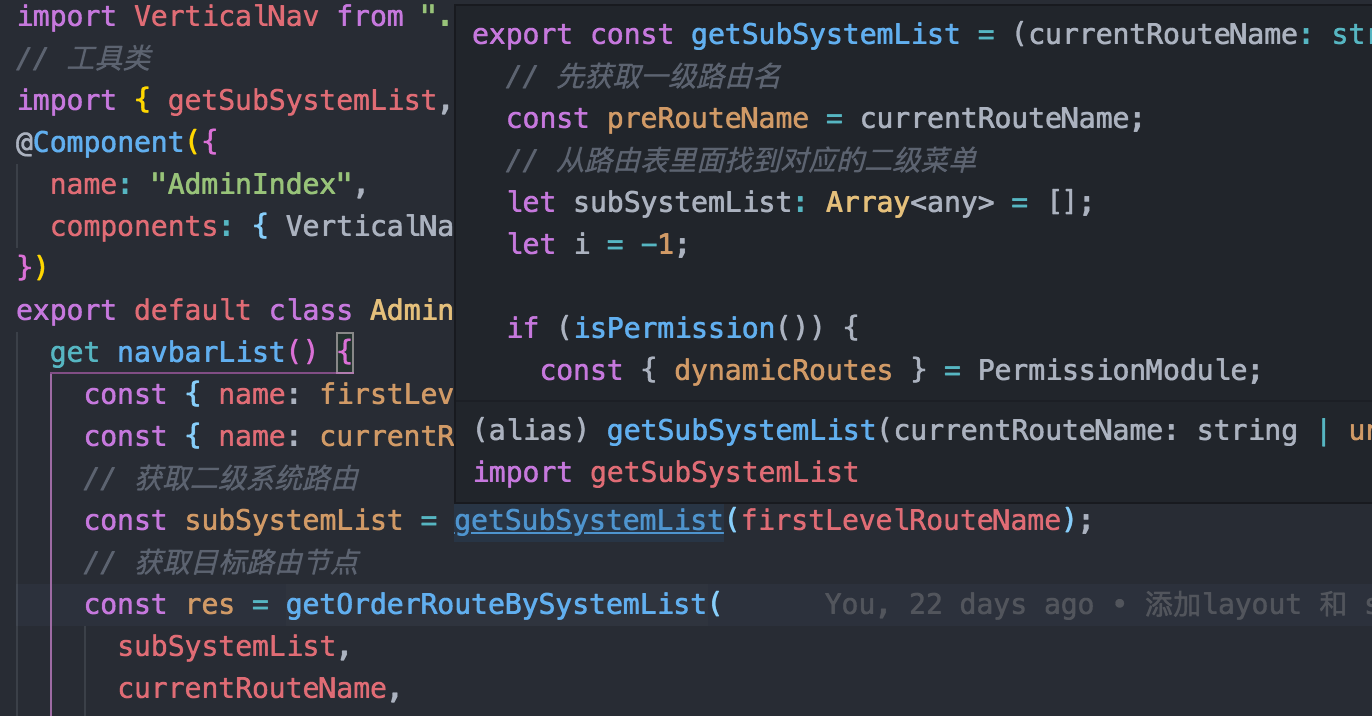 import VerticalNav from ".
// 工具类
import { getSubSystemList,
@Component({
  name: "AdminIndex",
  components: { VerticalNa
})
export default class Admin
  get navbarList() {
    const { name: firstLev
    const { name: currentR
    // 获取二级系统路由
    const subSystemList = getSubSystemList(firstLevelRouteName);
    // 获取目标路由节点
    const res = getOrderRouteBySystemList(      You, 22 days ago • 添加layout 和 s
      subSystemList,
      currentRouteName,
export const getSubSystemList = (currentRouteName: str
  // 先获取一级路由名
  const preRouteName = currentRouteName;
  // 从路由表里面找到对应的二级菜单
  let subSystemList: Array<any> = [];
  let i = -1;
  if (isPermission()) {
    const { dynamicRoutes } = PermissionModule;
(alias) getSubSystemList(currentRouteName: string | un
import getSubSystemList